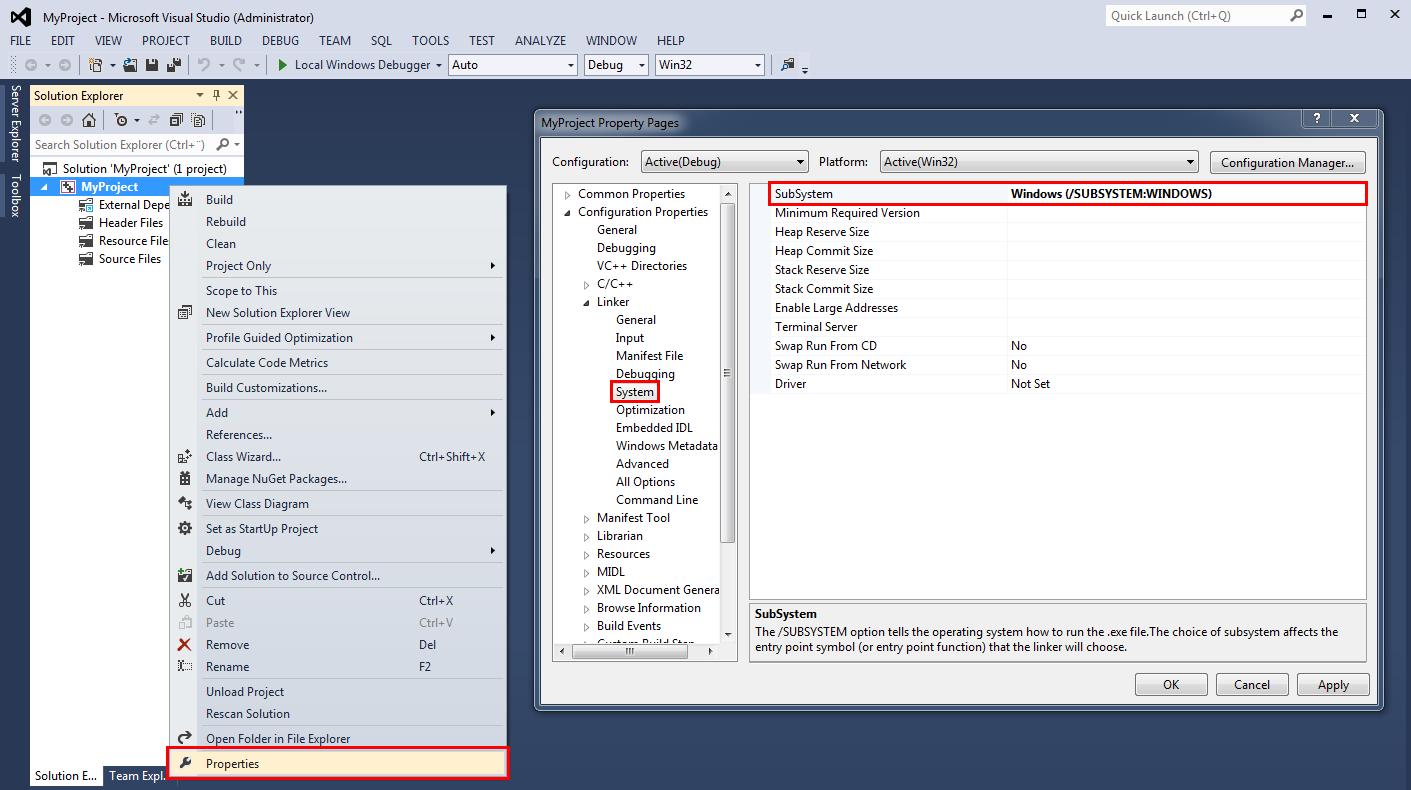 MyProject - Microsoft Visual Studio (Administrator)
Quick Launch (Ctrl+Q)
FILE EDIT VIEW PROJECT BUILD DEBUG TEAM SQL TOOLS TEST ANALYZE WINDOW HELP
Local Windows Debugger Auto Debug Win32
Server Explorer
Toolbox
Solution Explorer
Search Solution Explorer (Ctrl+¨)
Solution 'MyProject' (1 project)
MyProject
External Depe
Header Files
Resource File
Source Files
Solution E... Team Expl...
Build
Rebuild
Clean
Project Only
Scope to This
New Solution Explorer View
Profile Guided Optimization
Calculate Code Metrics
Build Customizations...
Add
References...
Class Wizard... Ctrl+Shift+X
Manage NuGet Packages...
View Class Diagram
Set as StartUp Project
Debug
Add Solution to Source Control...
Cut Ctrl+X
Paste Ctrl+V
Remove Del
Rename F2
Unload Project
Rescan Solution
Open Folder in File Explorer
Properties
MyProject Property Pages
Configuration: Active(Debug) Platform: Active(Win32) Configuration Manager...
Common Properties
Configuration Properties
General
Debugging
VC++ Directories
C/C++
Linker
General
Input
Manifest File
Debugging
System
Optimization
Embedded IDL
Windows Metadata
Advanced
All Options
Command Line
Manifest Tool
Librarian
Resources
MIDL
XML Document Genera
Browse Information
Build Events
Custom Build Step
SubSystem Windows (/SUBSYSTEM:WINDOWS)
Minimum Required Version
Heap Reserve Size
Heap Commit Size
Stack Reserve Size
Stack Commit Size
Enable Large Addresses
Terminal Server
Swap Run From CD No
Swap Run From Network No
Driver Not Set
SubSystem
The /SUBSYSTEM option tells the operating system how to run the .exe file.The choice of subsystem affects the
entry point symbol (or entry point function) that the linker will choose.
OK Cancel Apply